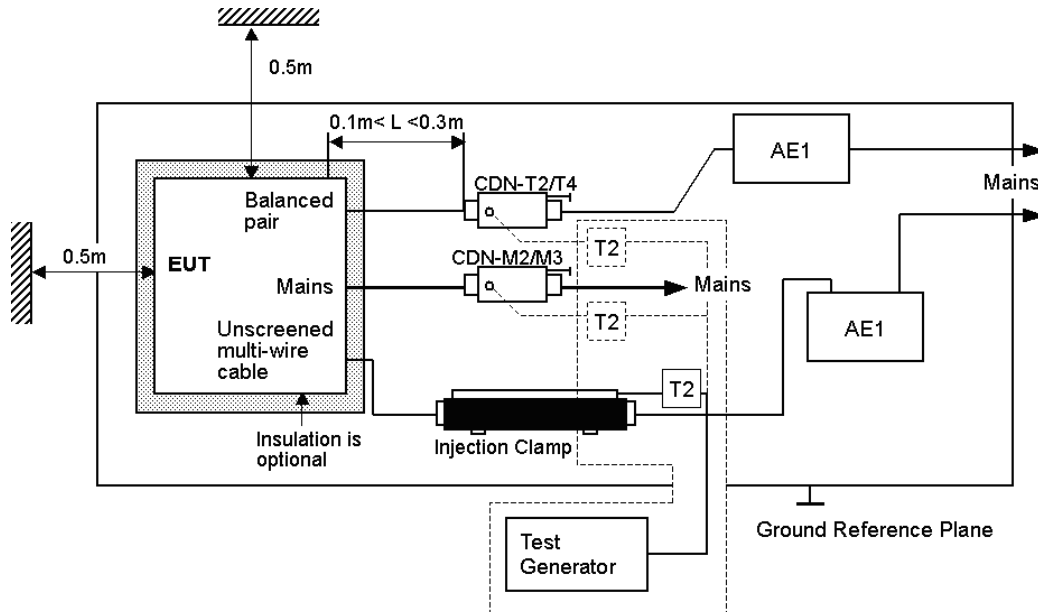 0.5m
0.1m< L <0.3m
AE1
CDN-T2/T4
Mains
Balanced
pair
T2
0.5m
EUT
CDN-M2/M3
Mains
Mains
T2
AE1
Unscreened
multi-wire
cable
T2
Insulation is
optional
Injection Clamp
Ground Reference Plane
Test
Generator